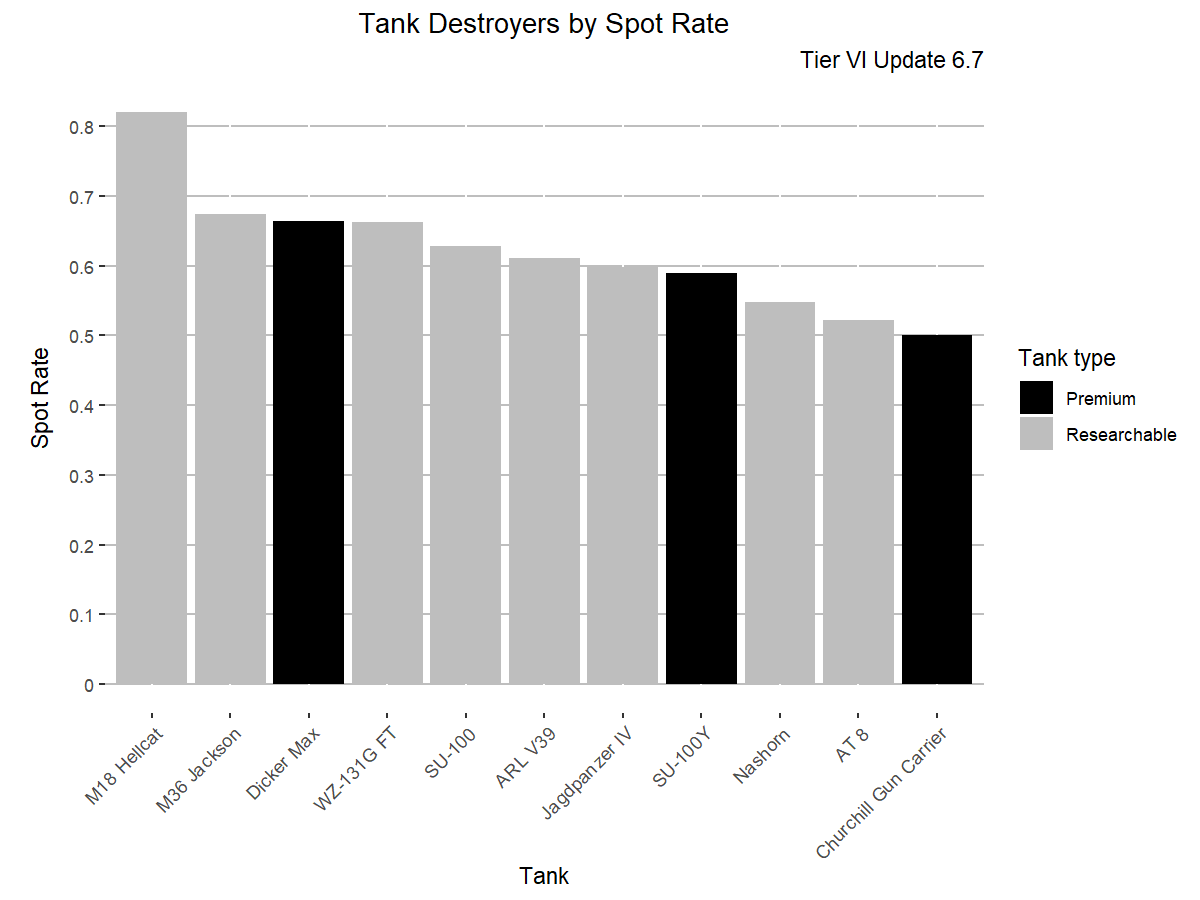 Tank Destroyers by Spot Rate
Tier VI Update 6.7
0.8
0.7
0.6
0.5
0.4
0.3
0.2
0.1
0
Spot Rate
M18 Hellcat
M36 Jackson
Dicker Max
WZ-131G FT
SU-100
ARL V39
Jagdpanzer IV
SU-100Y
Nashorn
AT 8
Churchill Gun Carrier
Tank
Tank type
Premium
Researchable